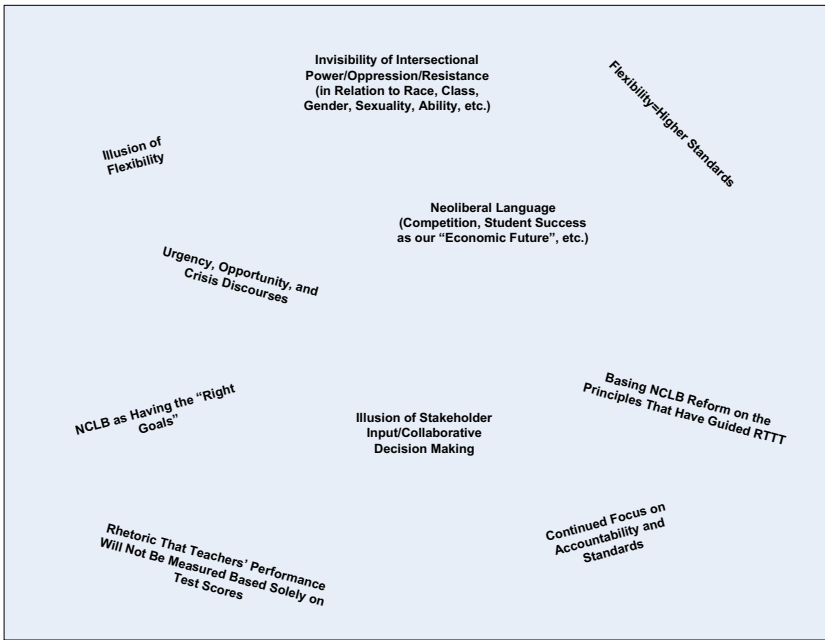 Invisibility of Intersectional
Power/Oppression/Resistance
(in Relation to Race, Class,
Gender, Sexuality, Ability, etc.)
Flexibility=Higher Standards
Illusion of
Flexibility
Neoliberal Language
(Competition, Student Success
as our “Economic Future”, etc.)
Urgency, Opportunity, and
Crisis Discourses
NCLB as Having the “Right
Goals”
Illusion of Stakeholder
Input/Collaborative
Decision Making
Basing NCLB Reform on the
Principles That Have Guided RTTT
Rhetoric That Teachers’ Performance
Will Not Be Measured Based Solely on
Test Scores
Continued Focus on
Accountability and
Standards